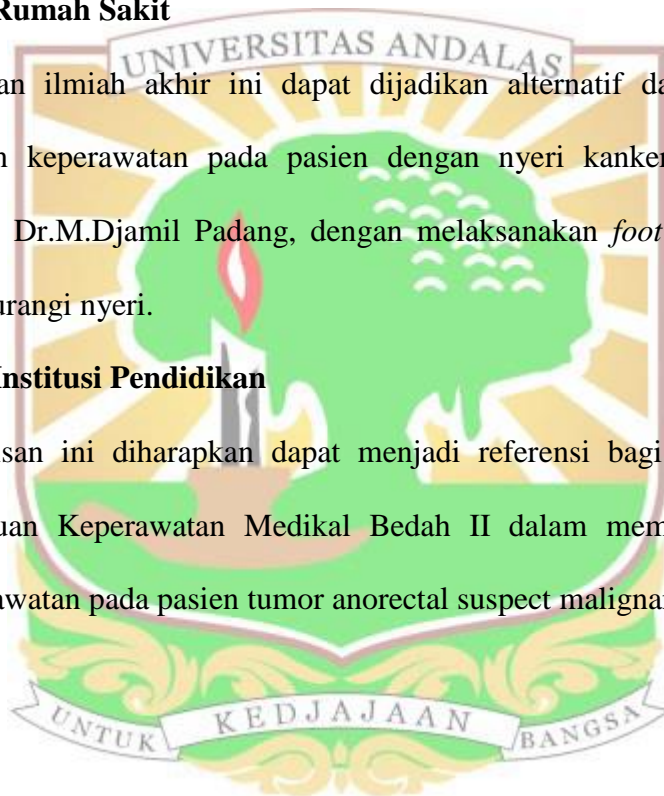 Rumah Sakit
UNIVERSITAS ANDALAS
an ilmiah akhir ini dapat dijadikan alternatif da
n keperawatan pada pasien dengan nyeri kanker
Dr.M.Djamil Padang, dengan melaksanakan foot
urangi nyeri.
Institusi Pendidikan
isan ini diharapkan dapat menjadi referensi bagi
uan Keperawatan Medikal Bedah II dalam mem
awatan pada pasien tumor anorectal suspect maligna
UNTUK KEDJAJAAN BANGSA